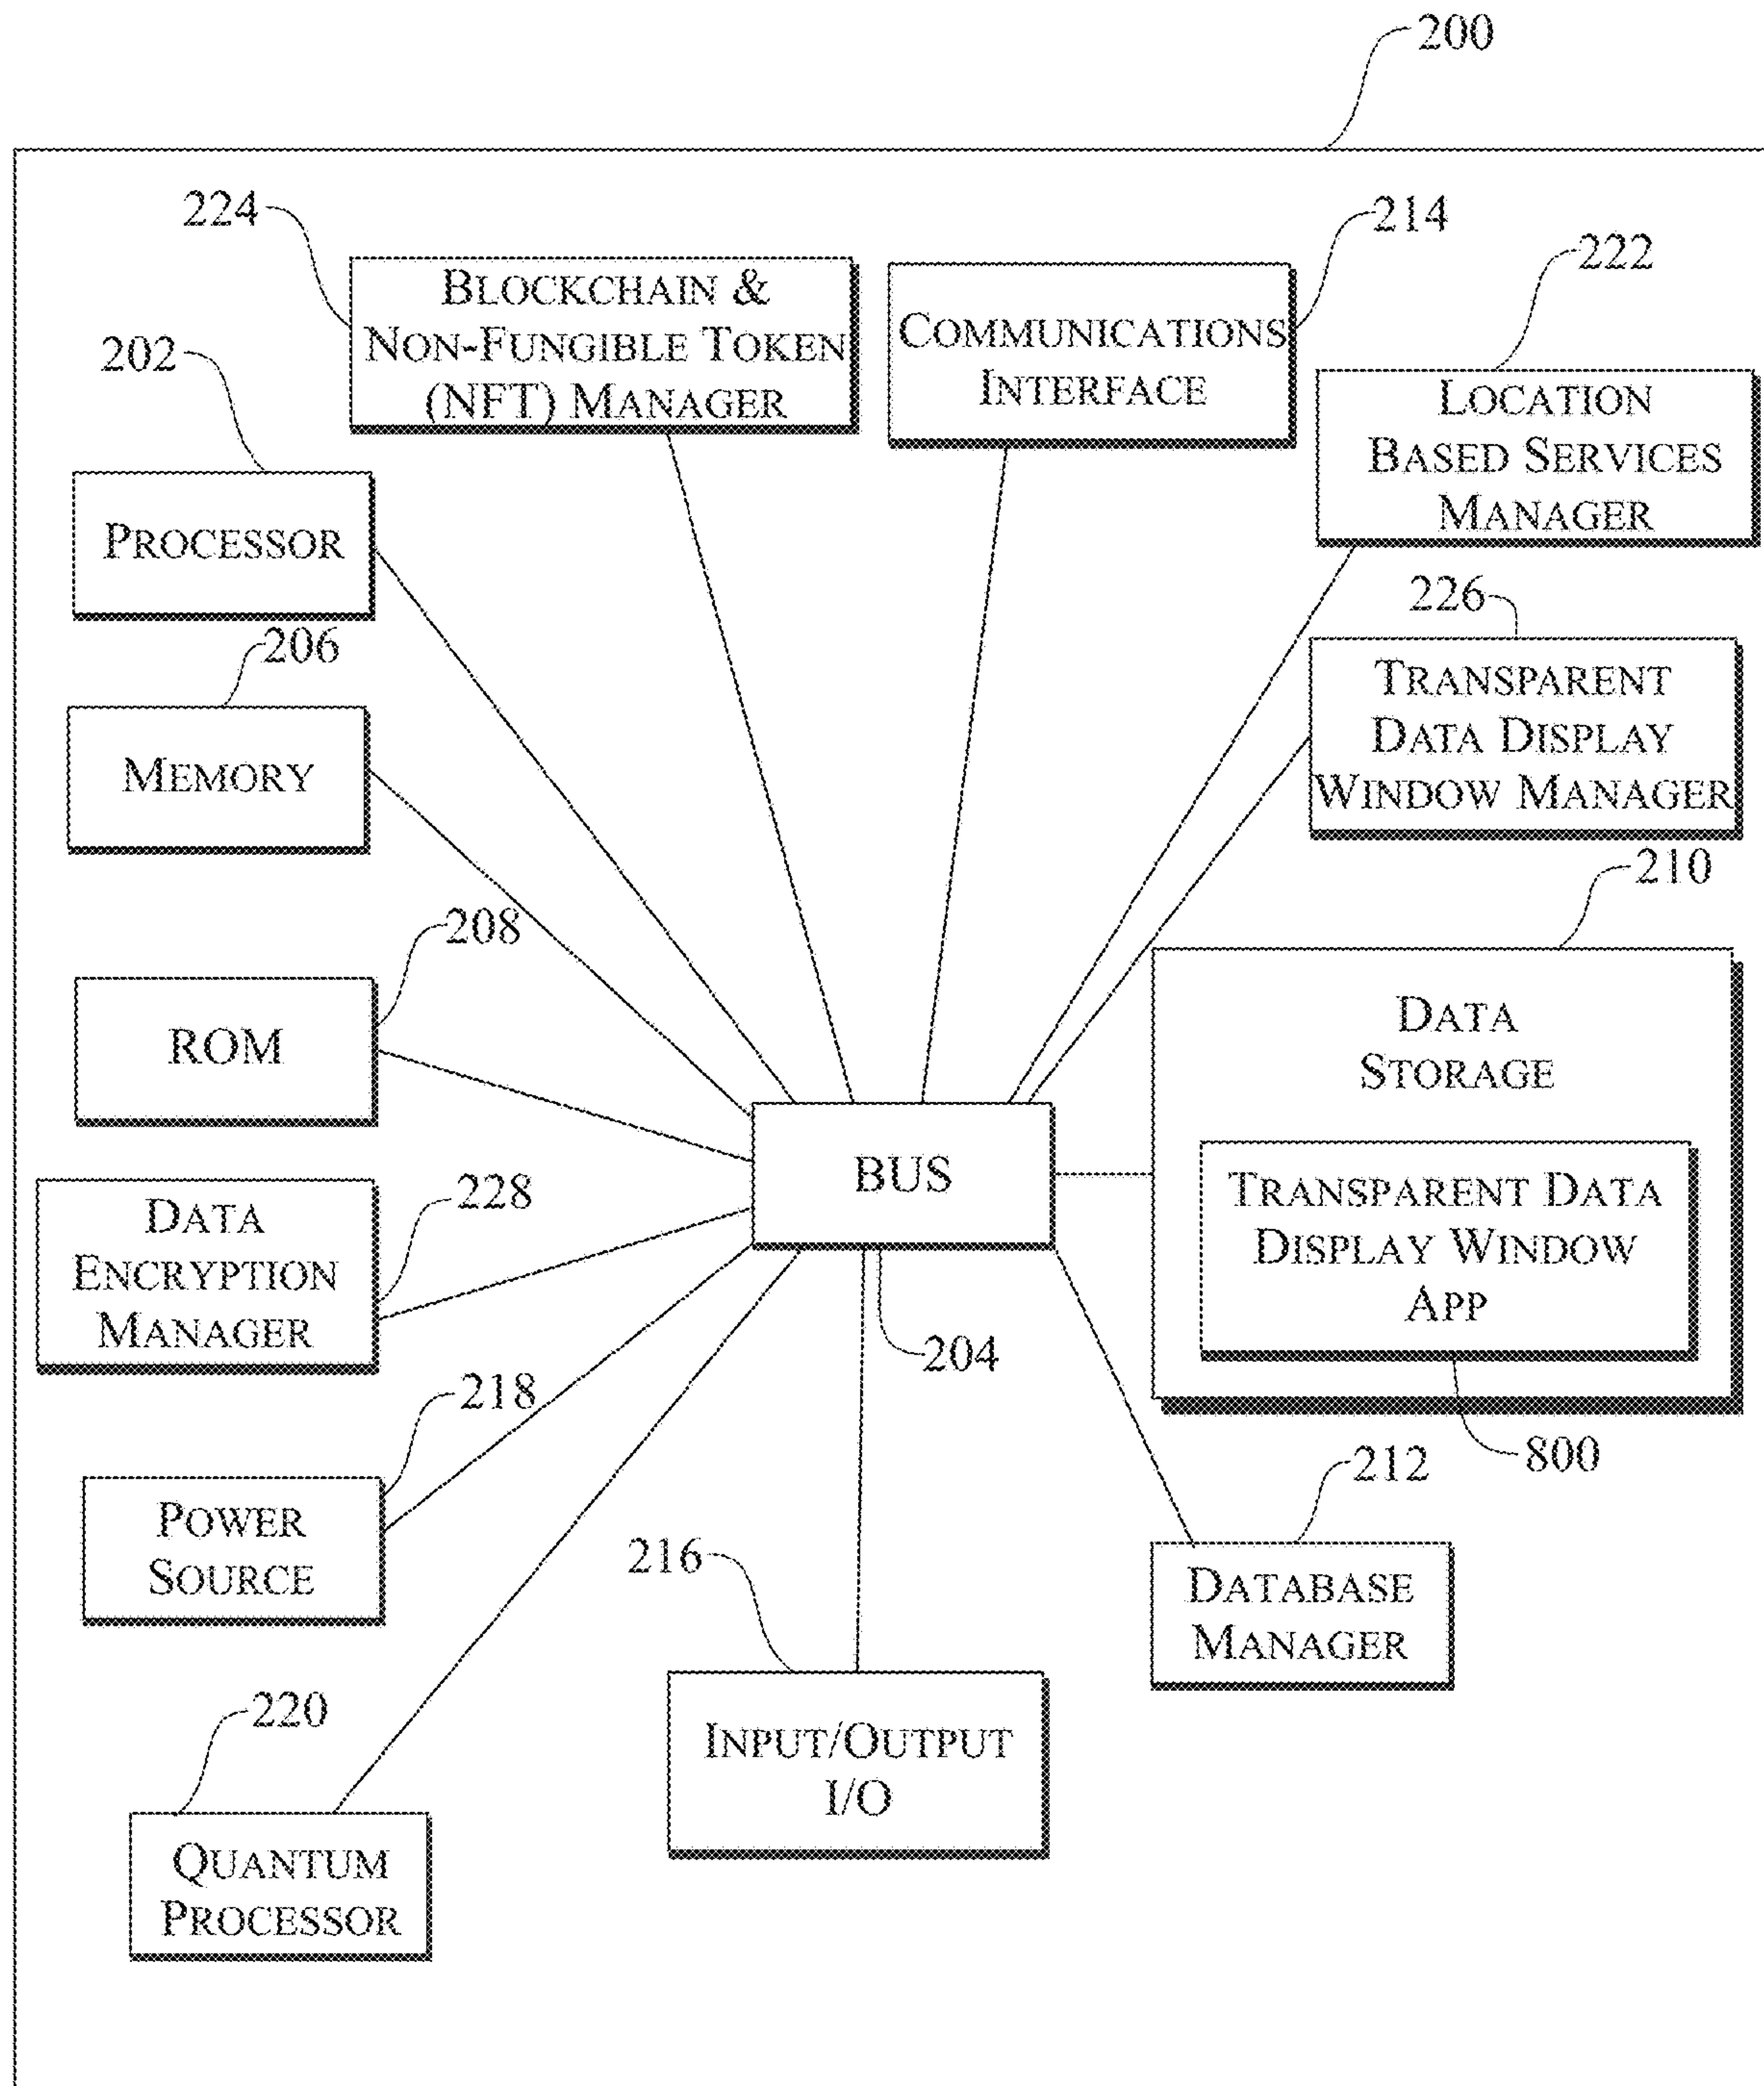 200
224
214
222
BLOCKCHAIN &
NON-FUNGIBLE TOKEN
(NFT) MANAGER
COMMUNICATIONS
INTERFACE
LOCATION
BASED SERVICES
MANAGER
202
PROCESSOR
226
TRANSPARENT
DATA DISPLAY
WINDOW MANAGER
206
MEMORY
210
DATA
STORAGE
208
ROM
BUS
204
TRANSPARENT DATA
DISPLAY WINDOW
APP
800
228
DATA
ENCRYPTION
MANAGER
218
POWER
SOURCE
216
INPUT/OUTPUT
I/O
212
DATABASE
MANAGER
220
QUANTUM
PROCESSOR